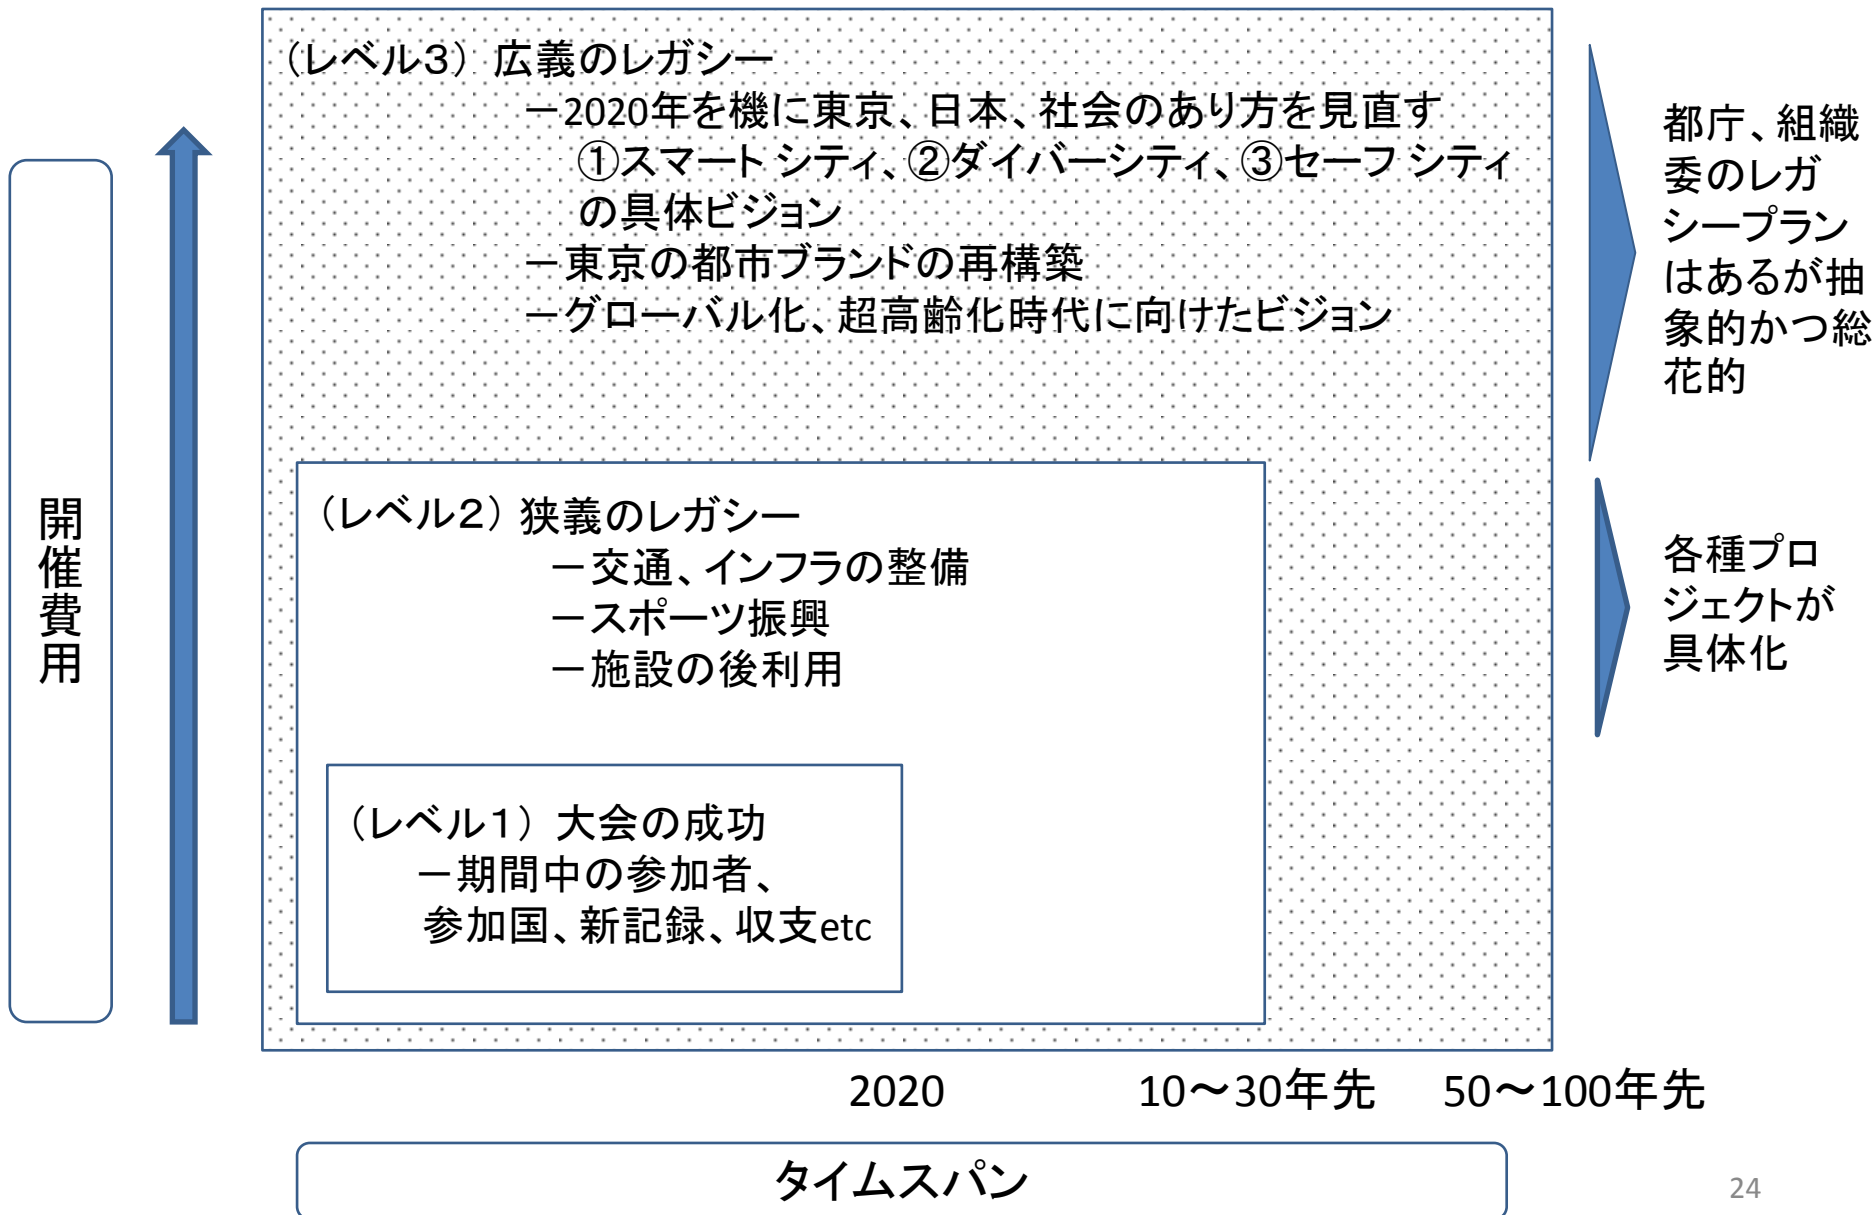 （レベル３）広義のレガシー
－2020年を機に東京、日本、社会のあり方を見直す
①スマートシティ、②ダイバーシティ、③セーフシティ
の具体ビジョン
－東京の都市ブランドの再構築
－グローバル化、超高齢化時代に向けたビジョン
都庁、組織
委のレガ
シープラン
はあるが抽
象的かつ総
花的
開催費用
（レベル２）狭義のレガシー
－交通、インフラの整備
－スポーツ振興
－施設の後利用
各種プロ
ジェクトが
具体化
（レベル１）大会の成功
－期間中の参加者、
参加国、新記録、収支etc
2020
10～30年先
50～100年先
タイムスパン
24